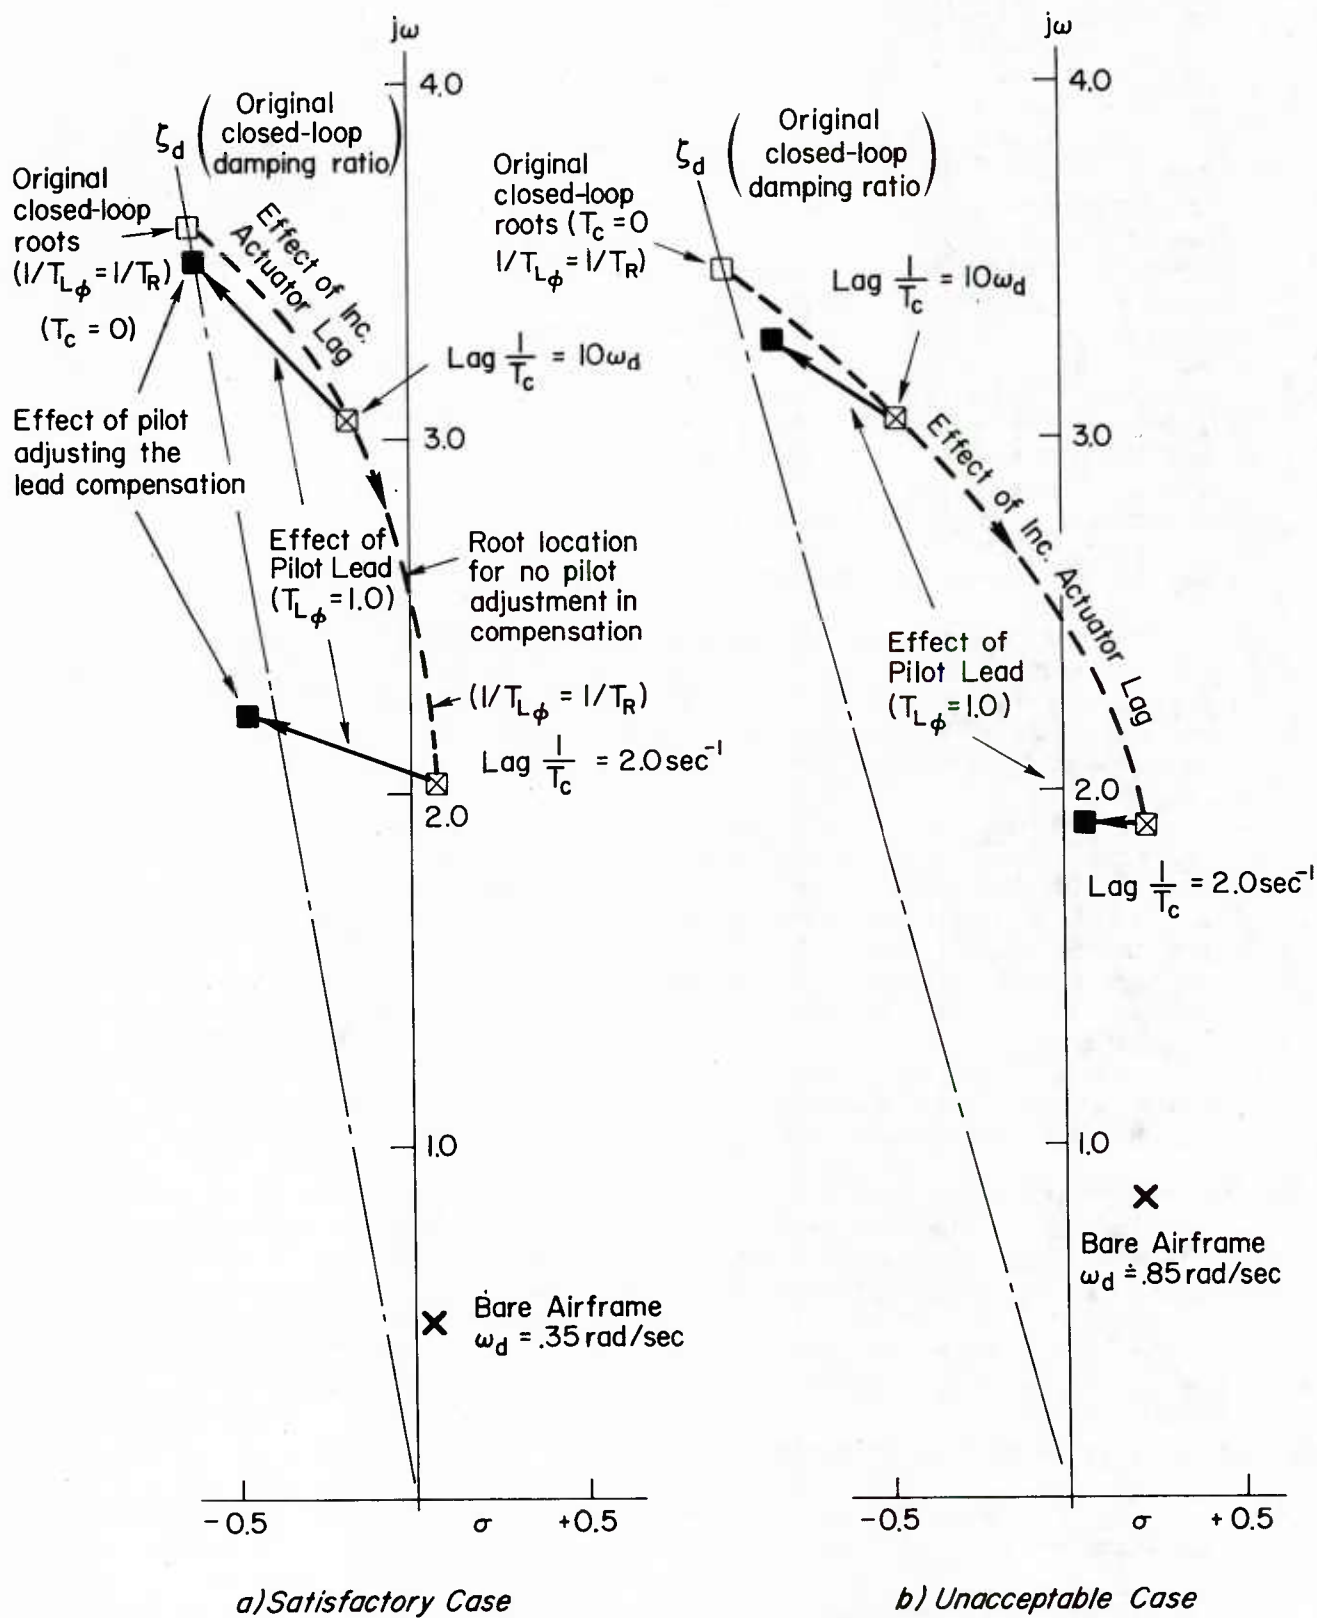 jω
4.0
ζd (Original
closed-loop
damping ratio)
Original
closed-loop
roots
(1/TLϕ = 1/TR)
(Tc = 0)
Effect of Inc.
Actuator Lag
Lag 1/Tc = 10ωd
3.0
Effect of pilot
adjusting the
lead compensation
Effect of
Pilot Lead
(TLϕ = 1.0)
Root location
for no pilot
adjustment in
compensation
(1/TLϕ = 1/TR)
Lag 1/Tc = 2.0 sec⁻¹
2.0
1.0
Bare Airframe
ωd = .35 rad/sec
-0.5
σ
+0.5
a) Satisfactory Case
jω
4.0
ζd (Original
closed-loop
damping ratio)
Original
closed-loop
roots (Tc = 0
1/TLϕ = 1/TR)
Lag 1/Tc = 10ωd
3.0
Effect of Inc. Actuator Lag
Effect of
Pilot Lead
(TLϕ = 1.0)
2.0
Lag 1/Tc = 2.0 sec⁻¹
1.0
Bare Airframe
ωd ≐ .85 rad/sec
-0.5
σ
+0.5
b) Unacceptable Case